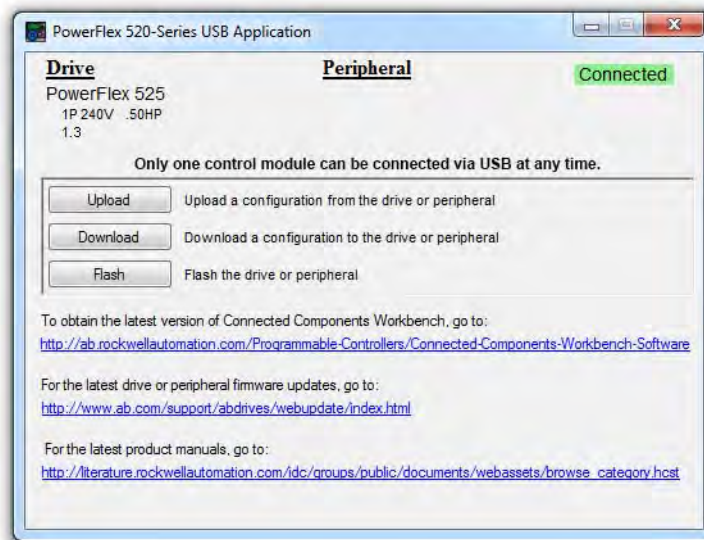 PowerFlex 520-Series USB Application
Drive
Peripheral
Connected
PowerFlex 525
1P 240V .50HP
1.3
Only one control module can be connected via USB at any time.
Upload
Upload a configuration from the drive or peripheral
Download
Download a configuration to the drive or peripheral
Flash
Flash the drive or peripheral
To obtain the latest version of Connected Components Workbench, go to:
http://ab.rockwellautomation.com/Programmable-Controllers/Connected-Components-Workbench-Software
For the latest drive or peripheral firmware updates, go to:
http://www.ab.com/support/abdrives/webupdate/index.html
For the latest product manuals, go to:
http://literature.rockwellautomation.com/idc/groups/public/documents/webassets/browse_category.hcst